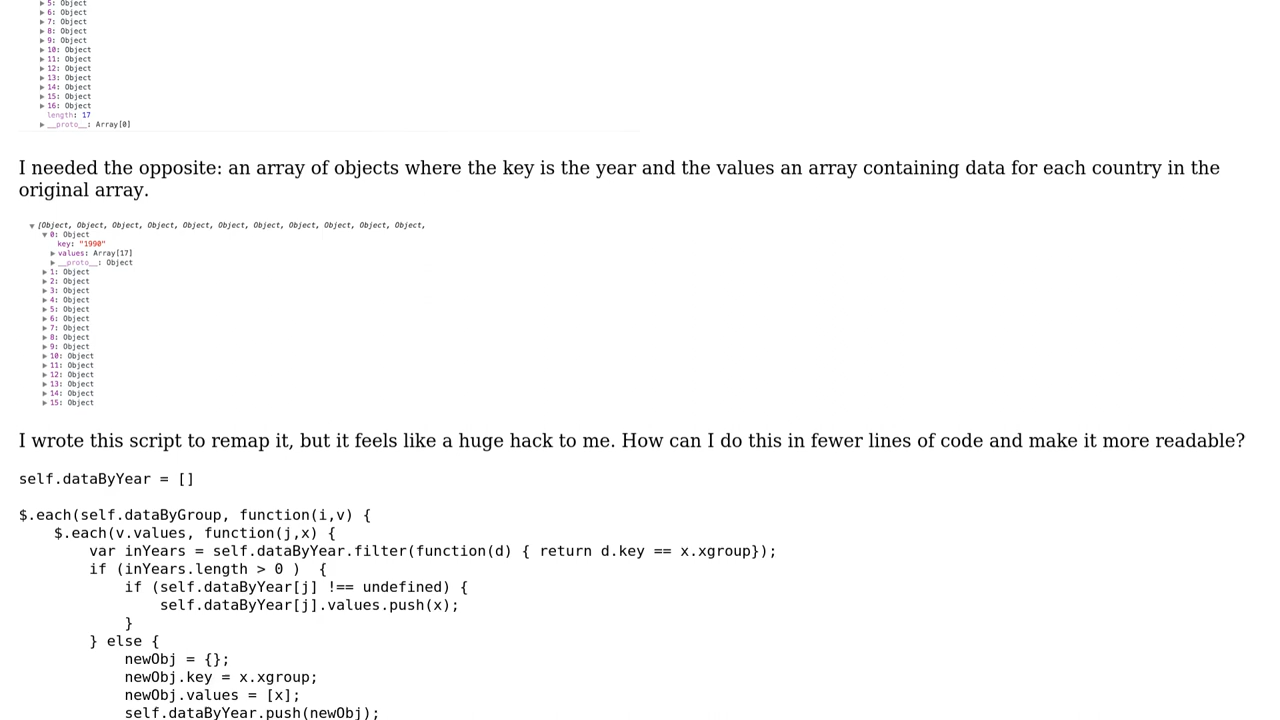 ▶ 5: Object
▶ 6: Object
▶ 7: Object
▶ 8: Object
▶ 9: Object
▶ 10: Object
▶ 11: Object
▶ 12: Object
▶ 13: Object
▶ 14: Object
▶ 15: Object
▶ 16: Object
length: 17
▶ __proto__: Array[0]
I needed the opposite: an array of objects where the key is the year and the values an array containing data for each country in the
original array.
▼ [Object, Object, Object, Object, Object, Object, Object, Object, Object, Object, Object,
▼ 0: Object
key: "1990"
▶ values: Array[17]
▶ __proto__: Object
▶ 1: Object
▶ 2: Object
▶ 3: Object
▶ 4: Object
▶ 5: Object
▶ 6: Object
▶ 7: Object
▶ 8: Object
▶ 9: Object
▶ 10: Object
▶ 11: Object
▶ 12: Object
▶ 13: Object
▶ 14: Object
▶ 15: Object
I wrote this script to remap it, but it feels like a huge hack to me. How can I do this in fewer lines of code and make it more readable?
self.dataByYear = []
$.each(self.dataByGroup, function(i,v) {
    $.each(v.values, function(j,x) {
        var inYears = self.dataByYear.filter(function(d) { return d.key == x.xgroup});
        if (inYears.length > 0 )  {
            if (self.dataByYear[j] !== undefined) {
                self.dataByYear[j].values.push(x);
            }
        } else {
            newObj = {};
            newObj.key = x.xgroup;
            newObj.values = [x];
            self.dataByYear.push(newObj);